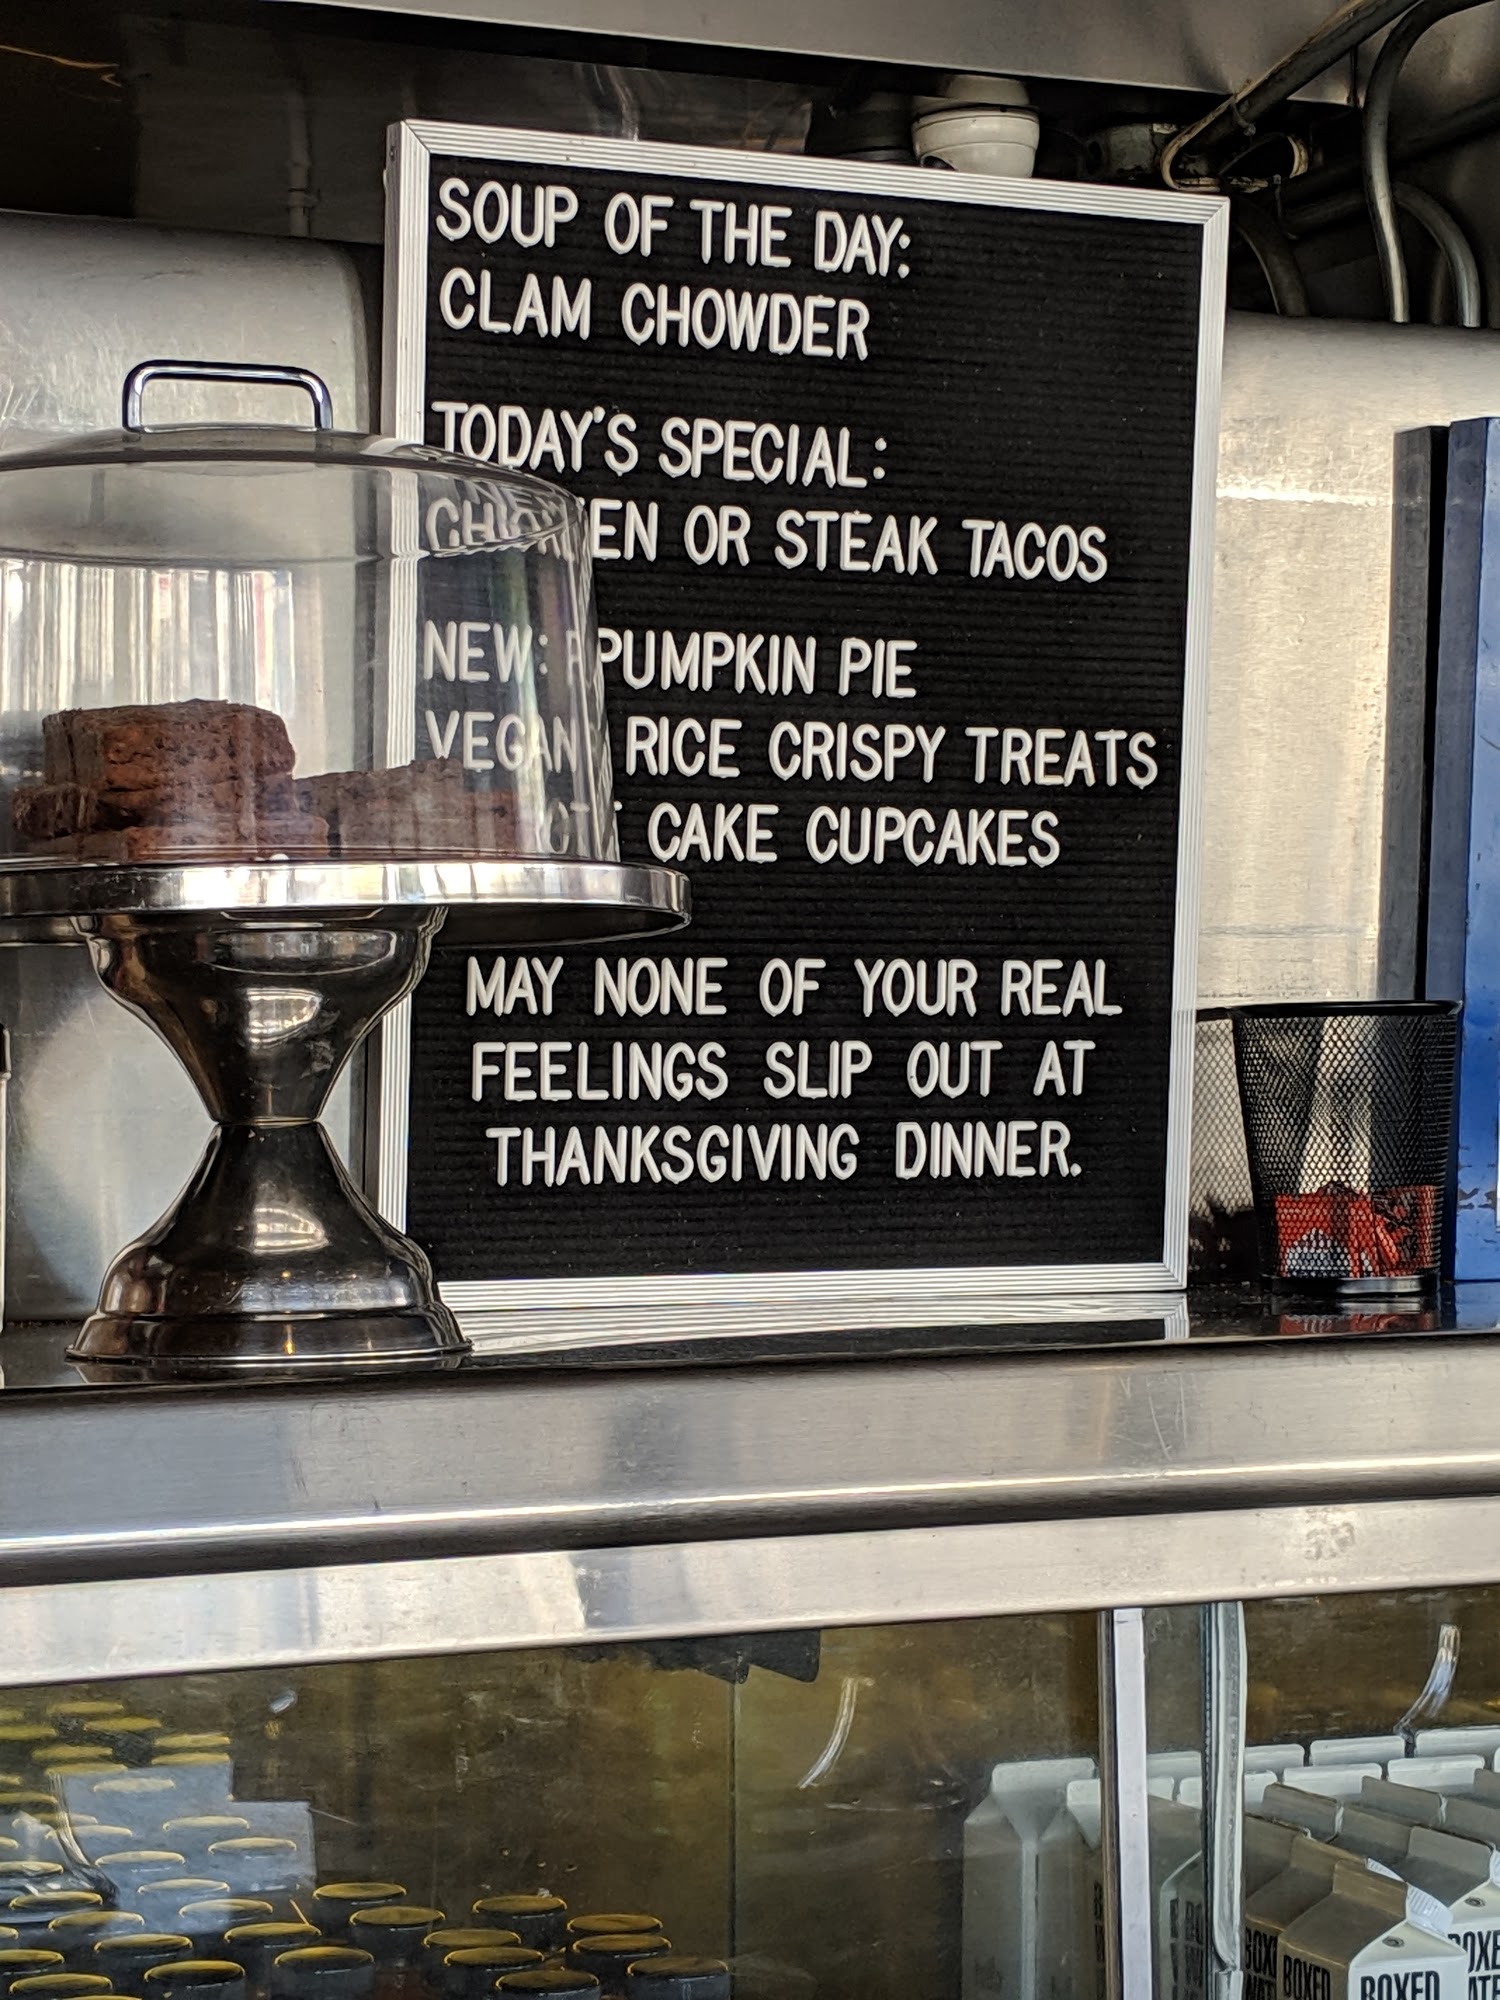 SOUP OF THE DAY:
CLAM CHOWDER
TODAY'S SPECIAL:
CHICKEN OR STEAK TACOS
NEW: PUMPKIN PIE
VEGAN RICE CRISPY TREATS
CAKE CUPCAKES
MAY NONE OF YOUR REAL
FEELINGS SLIP OUT AT
THANKSGIVING DINNER.
BOXED
BOXED